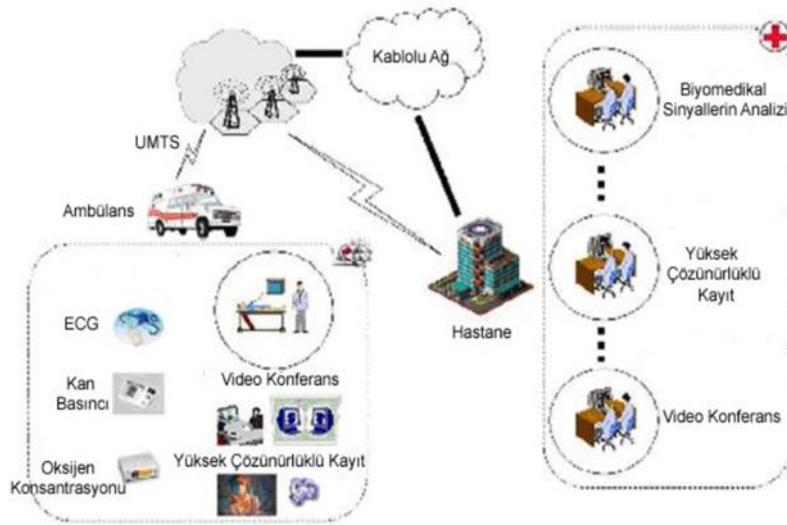 Kablolu Ağ
UMTS
Ambülans
Hastane
ECG
Kan
Basıncı
Oksijen
Konsantrasyonu
Video Konferans
Yüksek Çözünürlüklü Kayıt
Biyomedikal
Sinyallerin Analizi
Yüksek
Çözünürlüklü
Kayıt
Video Konferans